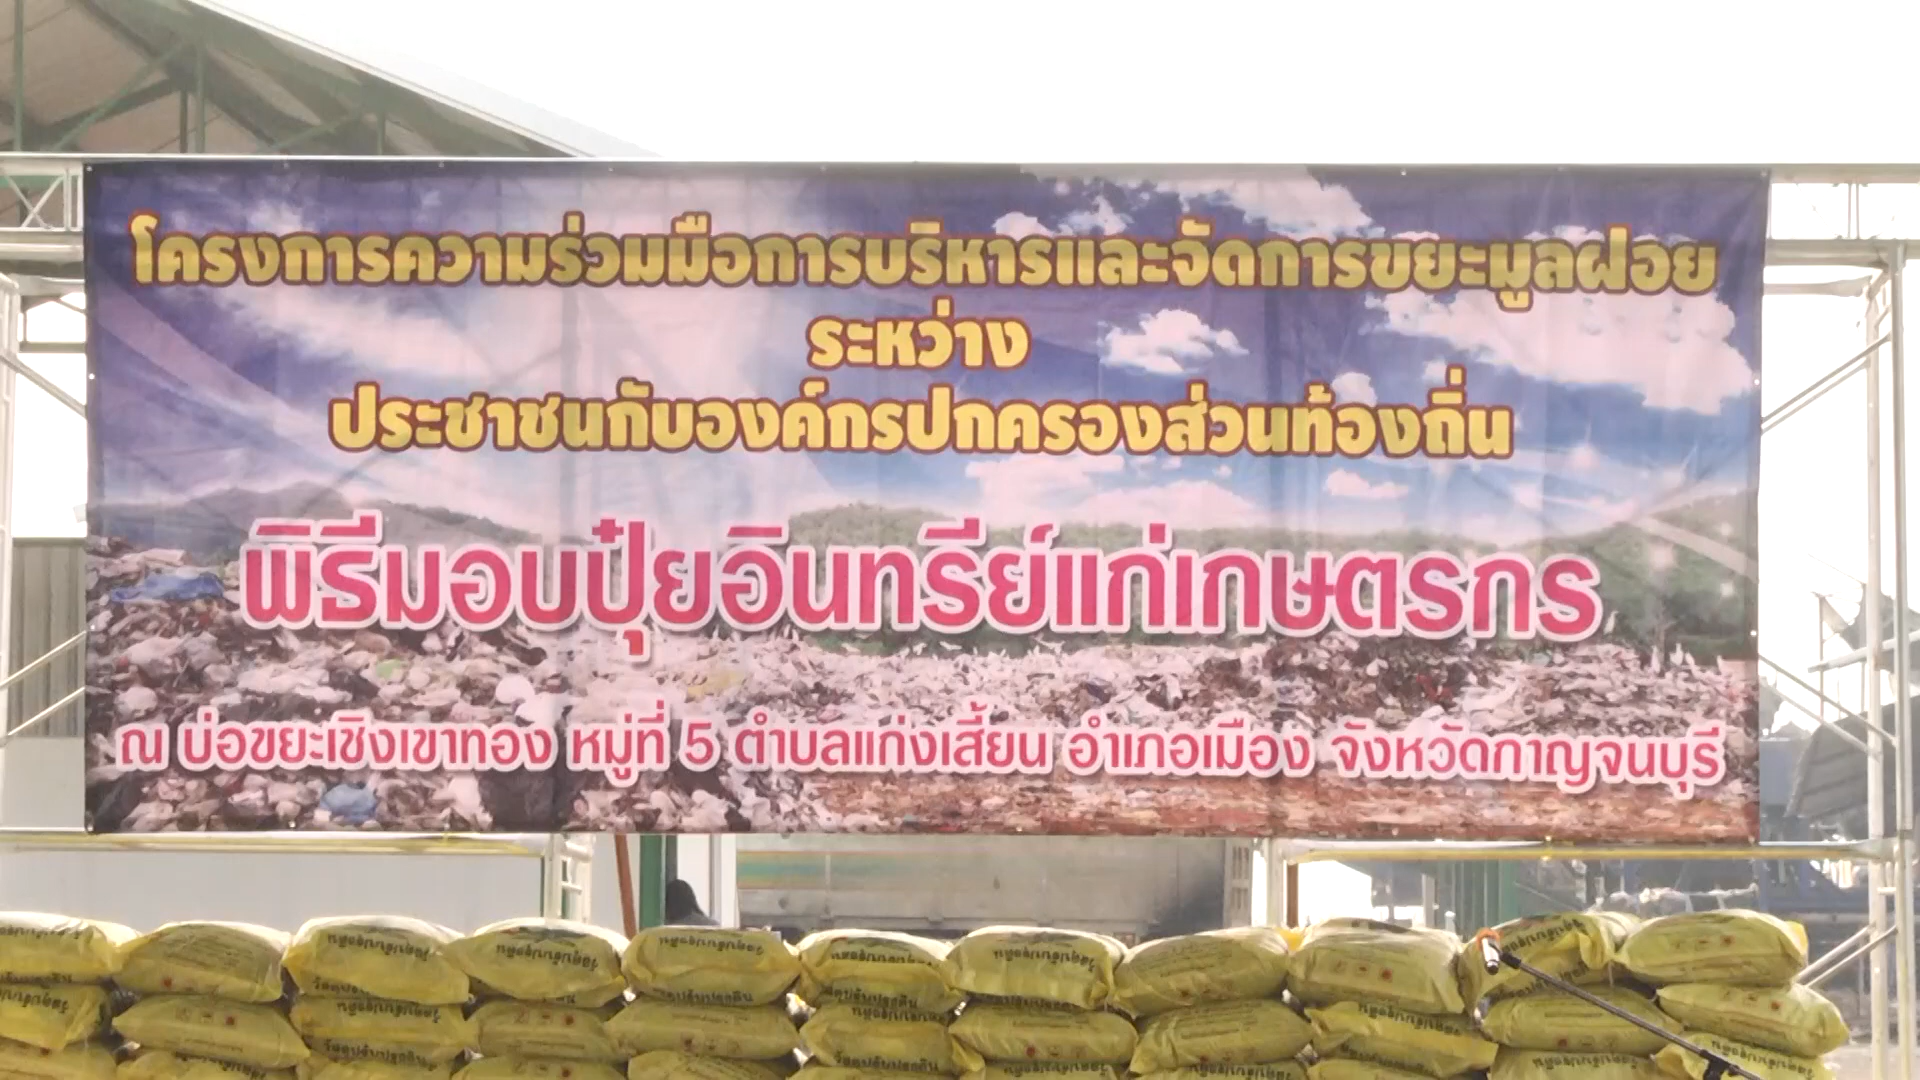 โครงการความร่วมมือการบริหารและจัดการขยะมูลฝอย
ระหว่าง
ประชาชนกับองค์กรปกครองส่วนท้องถิ่น
พิธีมอบปุ๋ยอินทรีย์แก่เกษตรกร
ณ บ่อขยะเชิงเขาทอง หมู่ที่ 5 ตำบลแก่งเสี้ยน อำเภอเมือง จังหวัดกาญจนบุรี